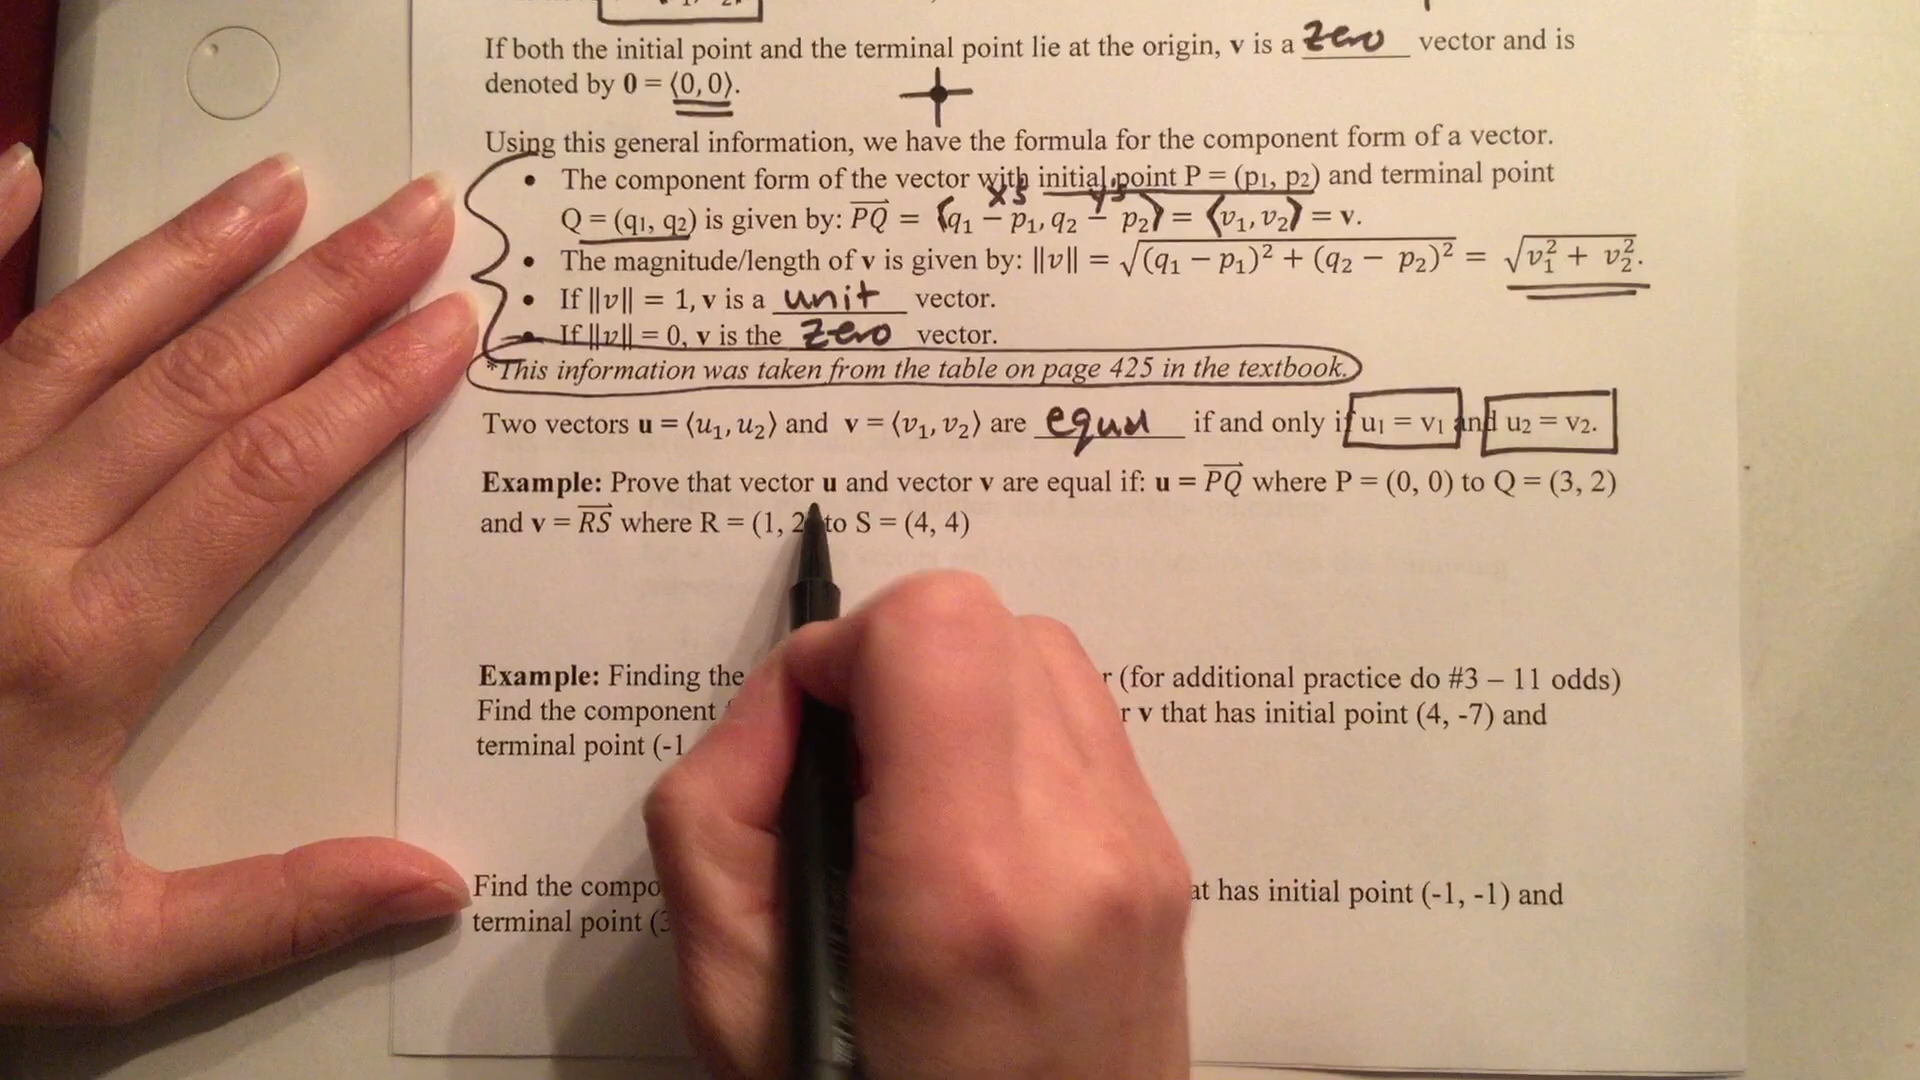 If both the initial point and the terminal point lie at the origin, v is a zero vector and is
denoted by 0 = ⟨0, 0⟩.
Using this general information, we have the formula for the component form of a vector.
• The component form of the vector with initial point P = (p1, p2) and terminal point
x's y's
Q = (q1, q2) is given by: PQ⃗ = ⟨q₁ − p₁, q₂ − p₂⟩ = ⟨v₁, v₂⟩ = v.
• The magnitude/length of v is given by: ||v|| = √((q₁ − p₁)² + (q₂ − p₂)²) = √(v₁² + v₂²).
• If ||v|| = 1, v is a unit vector.
• If ||v|| = 0, v is the zero vector.
*This information was taken from the table on page 425 in the textbook.
Two vectors u = ⟨u₁, u₂⟩ and v = ⟨v₁, v₂⟩ are equal if and only if u₁ = v₁ and u₂ = v₂.
Example: Prove that vector u and vector v are equal if: u = PQ⃗ where P = (0, 0) to Q = (3, 2)
and v = RS⃗ where R = (1, 2 to S = (4, 4)
Example: Finding the (for additional practice do #3 – 11 odds)
Find the component v that has initial point (4, -7) and
terminal point (-1
Find the has initial point (-1, -1) and
terminal point (3